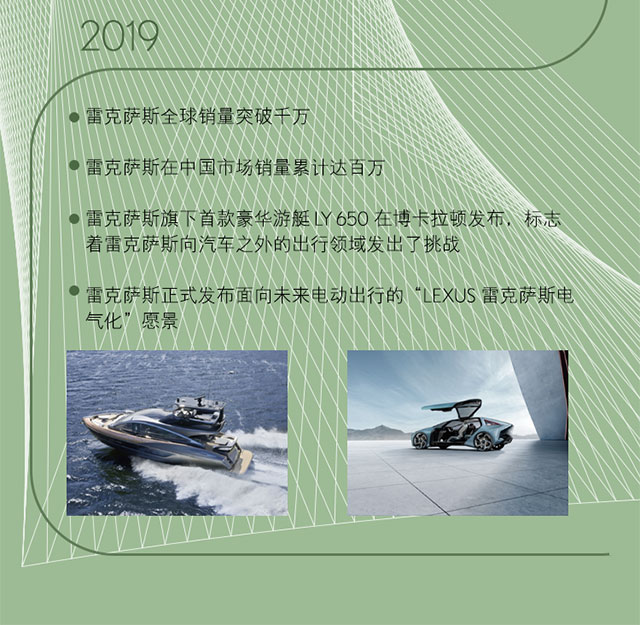 2019
雷克萨斯全球销量突破千万
雷克萨斯在中国市场销量累计达百万
雷克萨斯旗下首款豪华游艇 LY 650 在博卡拉顿发布，标志
着雷克萨斯向汽车之外的出行领域发出了挑战
雷克萨斯正式发布面向未来电动出行的“LEXUS 雷克萨斯电
气化”愿景